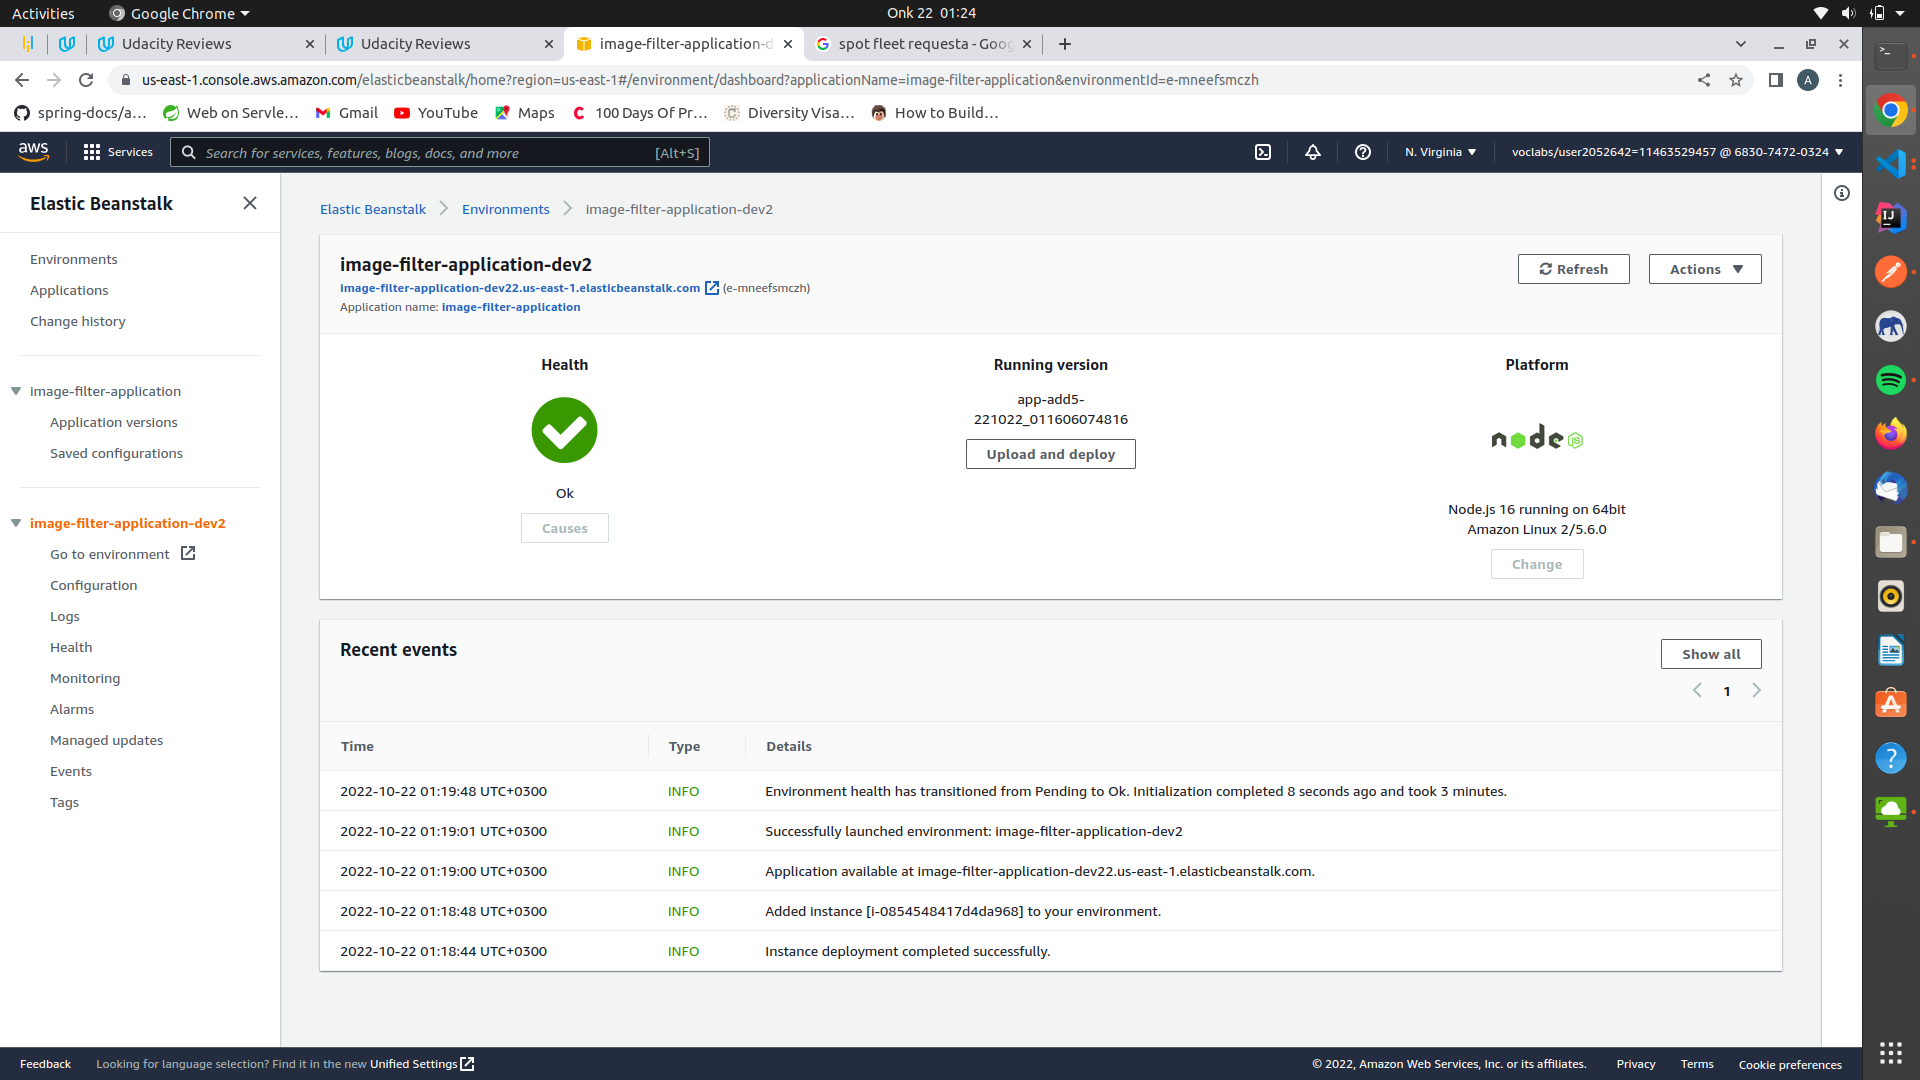 Activities
Google Chrome
Onk 22 01:24
Udacity Reviews
Udacity Reviews
image-filter-application-d
spot fleet requesta - Goog
us-east-1.console.aws.amazon.com/elasticbeanstalk/home?region=us-east-1#/environment/dashboard?applicationName=image-filter-application&environmentId=e-mneefsmczh
A
spring-docs/a...
Web on Servle...
Gmail
YouTube
Maps
100 Days Of Pr...
Diversity Visa...
How to Build...
aws
Services
Search for services, features, blogs, docs, and more
[Alt+S]
N. Virginia
voclabs/user2052642=11463529457 @ 6830-7472-0324
Elastic Beanstalk
Environments
Applications
Change history
image-filter-application
Application versions
Saved configurations
image-filter-application-dev2
Go to environment
Configuration
Logs
Health
Monitoring
Alarms
Managed updates
Events
Tags
Elastic Beanstalk
Environments
image-filter-application-dev2
image-filter-application-dev2
image-filter-application-dev22.us-east-1.elasticbeanstalk.com (e-mneefsmczh)
Application name: image-filter-application
Refresh
Actions
Health
Ok
Causes
Running version
app-add5-
221022_011606074816
Upload and deploy
Platform
node JS
Node.js 16 running on 64bit
Amazon Linux 2/5.6.0
Change
Recent events
Show all
1
Time Type Details
2022-10-22 01:19:48 UTC+0300 INFO Environment health has transitioned from Pending to Ok. Initialization completed 8 seconds ago and took 3 minutes.
2022-10-22 01:19:01 UTC+0300 INFO Successfully launched environment: image-filter-application-dev2
2022-10-22 01:19:00 UTC+0300 INFO Application available at image-filter-application-dev22.us-east-1.elasticbeanstalk.com.
2022-10-22 01:18:48 UTC+0300 INFO Added instance [i-0854548417d4da968] to your environment.
2022-10-22 01:18:44 UTC+0300 INFO Instance deployment completed successfully.
Feedback
Looking for language selection? Find it in the new Unified Settings
© 2022, Amazon Web Services, Inc. or its affiliates.
Privacy
Terms
Cookie preferences
IJ